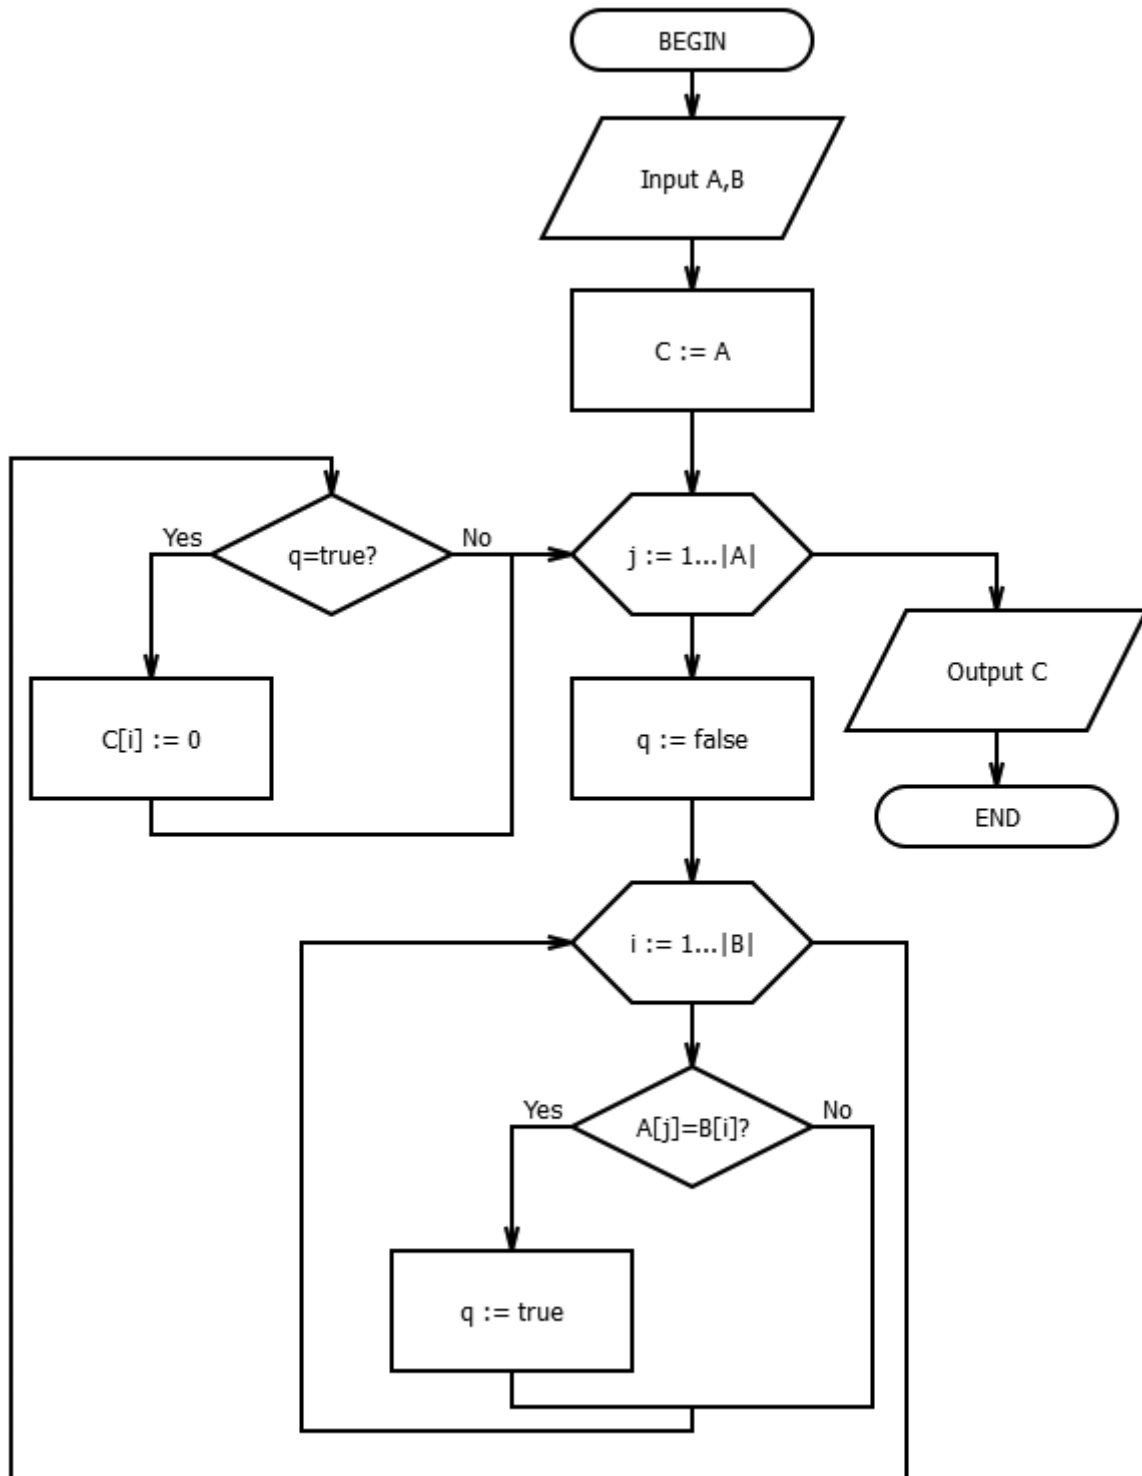 BEGIN
Input A,B
C := A
Yes
q=true?
No
j := 1...|A|
C[i] := 0
q := false
Output C
END
i := 1...|B|
Yes
A[j]=B[i]?
No
q := true